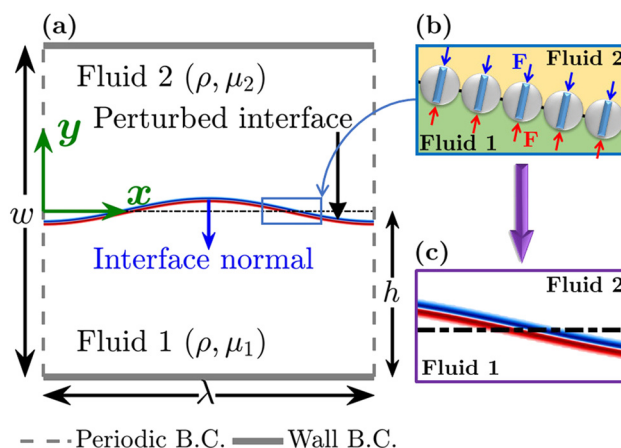 (a)
Fluid 2 (ρ, μ₂)
Perturbed interface
y
x
w
Interface normal
h
Fluid 1 (ρ, μ₁)
λ
Periodic B.C.
Wall B.C.
(b)
Fluid 2
F
F
Fluid 1
(c)
Fluid 2
Fluid 1